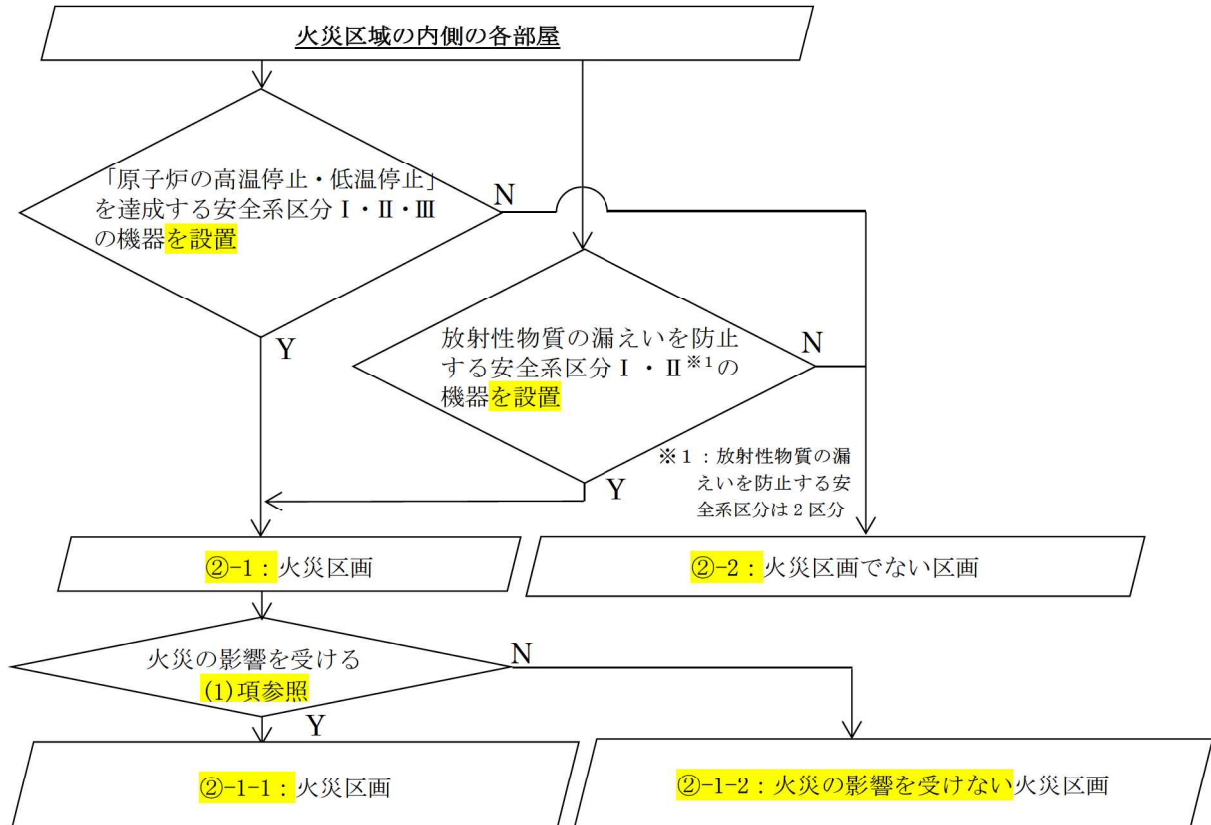 火災区域の内側の各部屋
「原子炉の高温停止・低温停止」
を達成する安全系区分Ⅰ・Ⅱ・Ⅲ
の機器を設置
N
Y
放射性物質の漏えいを防止
する安全系区分Ⅰ・Ⅱ※1の
機器を設置
N
Y
※1:放射性物質の漏
えいを防止する安
全系区分は2区分
②-1:火災区画
②-2:火災区画でない区画
火災の影響を受ける
(1)項参照
N
Y
②-1-1:火災区画
②-1-2:火災の影響を受けない火災区画